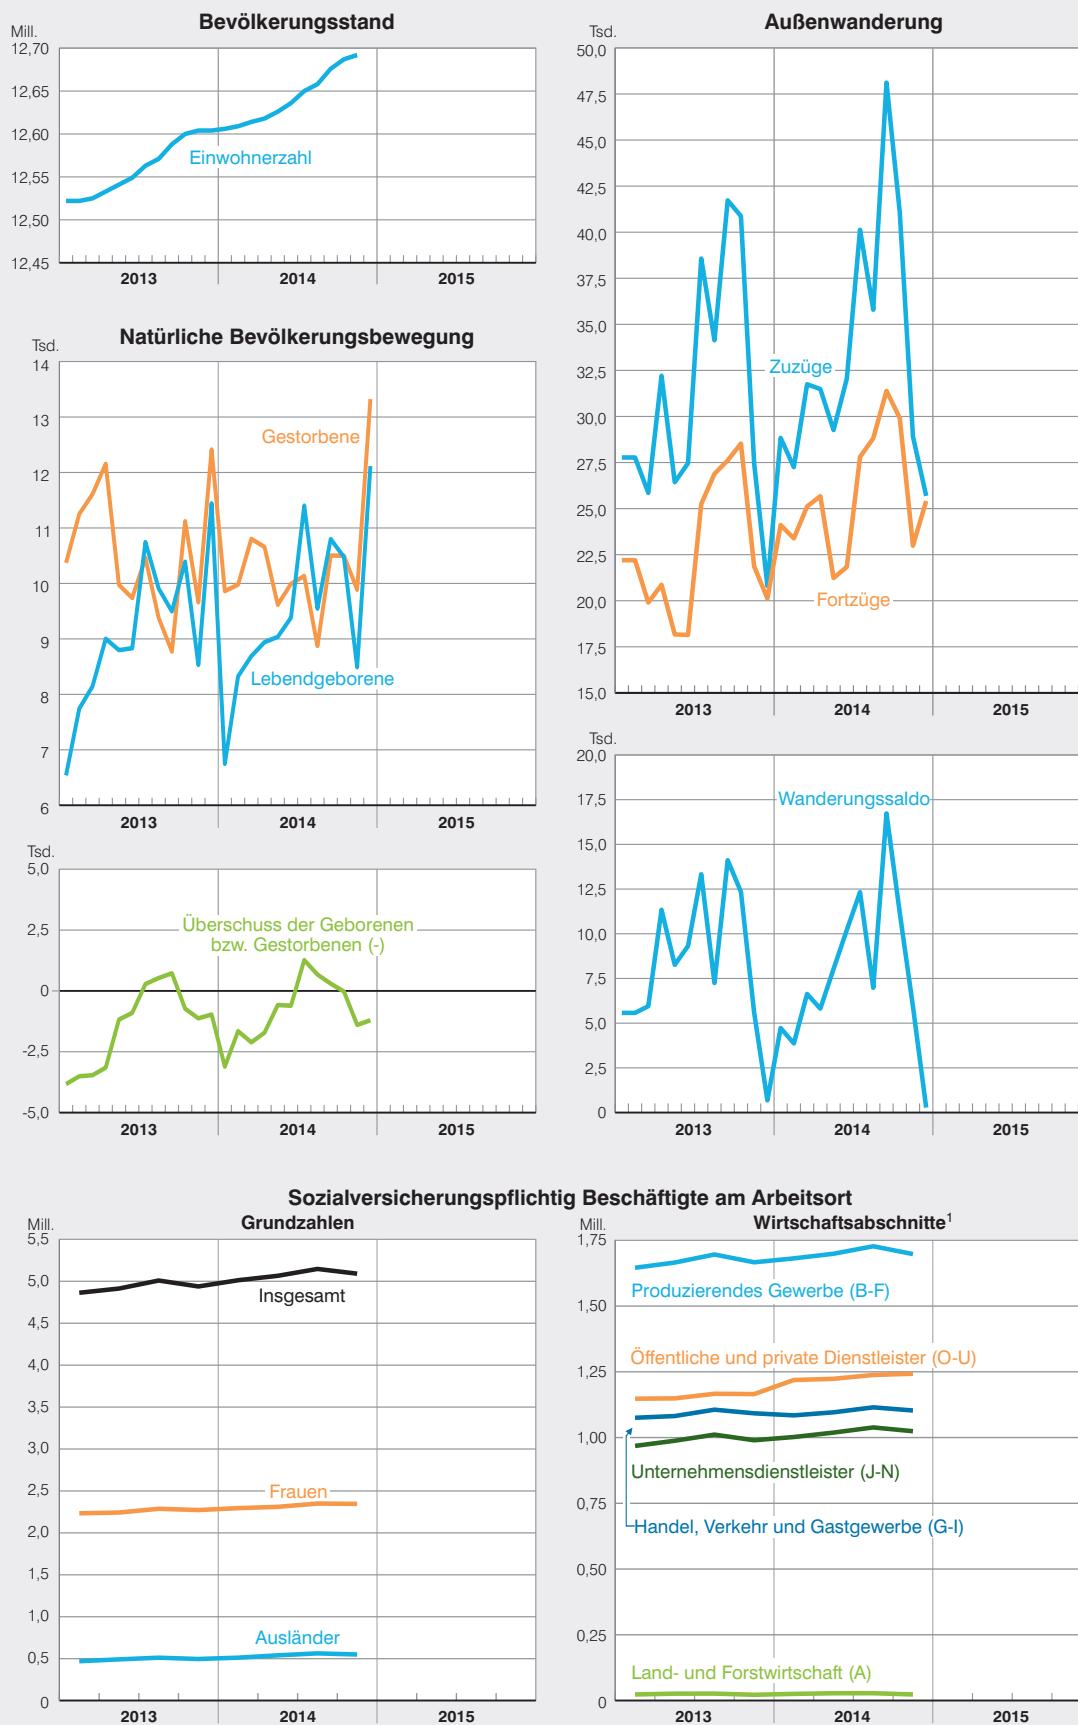 Bevölkerungsstand
Mill.
12,70
12,65
12,60
12,55
12,50
12,45
Einwohnerzahl
2013 2014 2015
Natürliche Bevölkerungsbewegung
Tsd.
14
13
12
11
10
9
8
7
6
Gestorbene
Lebendgeborene
2013 2014 2015
Tsd.
5,0
2,5
0
-2,5
-5,0
Überschuss der Geborenen
bzw. Gestorbenen (-)
2013 2014 2015
Außenwanderung
Tsd.
50,0
47,5
45,0
42,5
40,0
37,5
35,0
32,5
30,0
27,5
25,0
22,5
20,0
17,5
15,0
Zuzüge
Fortzüge
2013 2014 2015
Tsd.
20,0
17,5
15,0
12,5
10,0
7,5
5,0
2,5
0
Wanderungssaldo
2013 2014 2015
Sozialversicherungspflichtig Beschäftigte am Arbeitsort
Grundzahlen
Mill.
5,5
5,0
4,5
4,0
3,5
3,0
2,5
2,0
1,5
1,0
0,5
0
Insgesamt
Frauen
Ausländer
2013 2014 2015
Wirtschaftsabschnitte¹
Mill.
1,75
1,50
1,25
1,00
0,75
0,50
0,25
0
Produzierendes Gewerbe (B-F)
Öffentliche und private Dienstleister (O-U)
Unternehmensdienstleister (J-N)
Handel, Verkehr und Gastgewerbe (G-I)
Land- und Forstwirtschaft (A)
2013 2014 2015